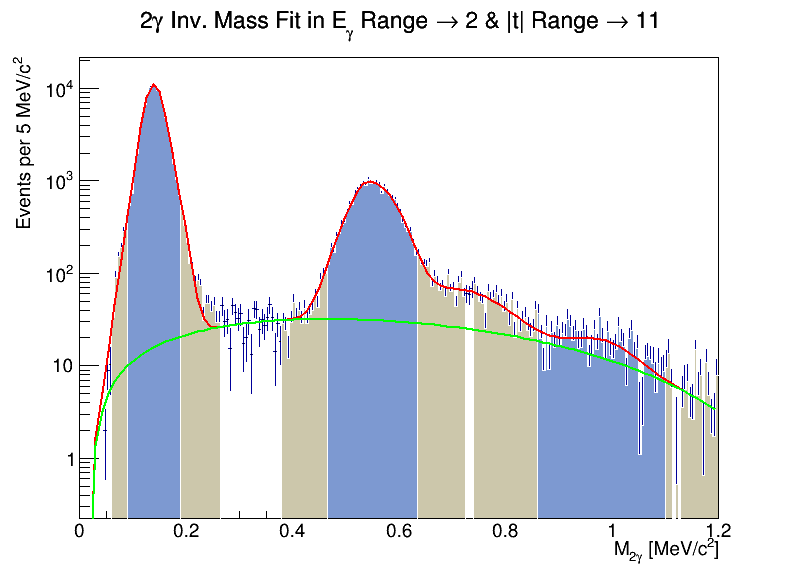 2γ Inv. Mass Fit in Eγ Range → 2 & |t| Range → 11
Events per 5 MeV/c²
10⁴
10³
10²
10
1
0 0.2 0.4 0.6 0.8 1 1.2
M2γ [MeV/c²]